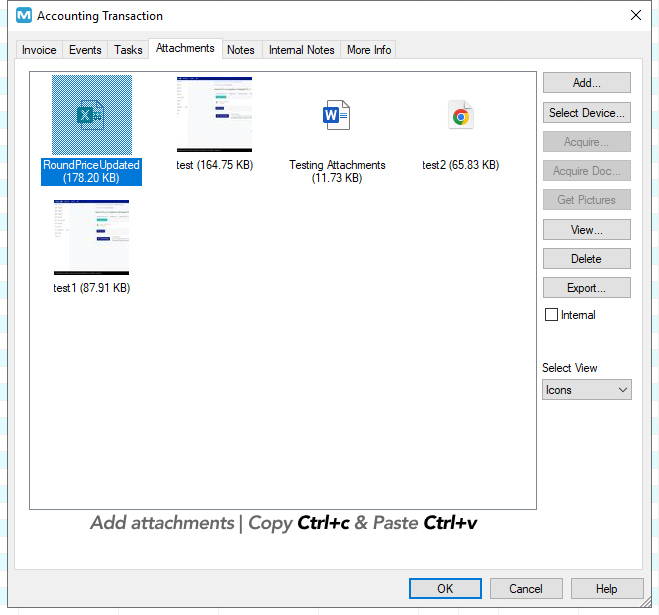 Accounting Transaction
Invoice Events Tasks Attachments Notes Internal Notes More Info
Add...
Select Device...
Acquire...
Acquire Doc...
Get Pictures
View...
Delete
Export...
Internal
Select View
Icons
RoundPriceUpdated
(178.20 KB)
test (164.75 KB)
Testing Attachments
(11.73 KB)
test2 (65.83 KB)
test1 (87.91 KB)
Add attachments | Copy Ctrl+c & Paste Ctrl+v
OK Cancel Help